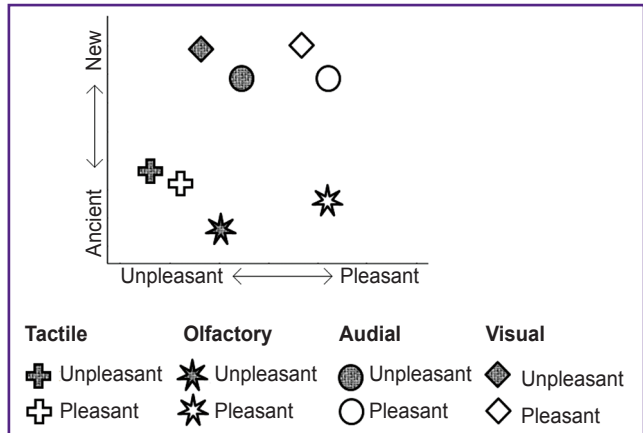 New
Ancient
Unpleasant Pleasant
Tactile Olfactory Audial Visual
Unpleasant Unpleasant Unpleasant Unpleasant
Pleasant Pleasant Pleasant Pleasant